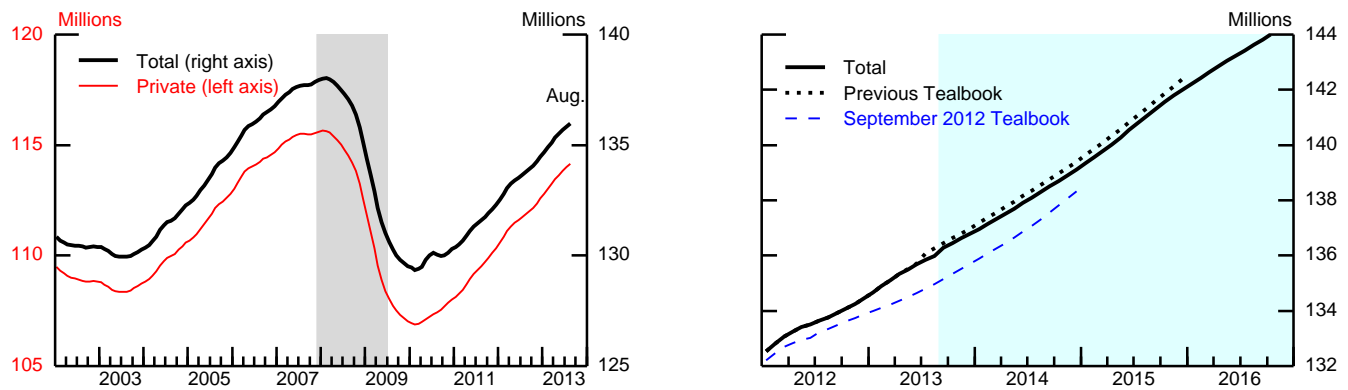 Millions
Millions
120
115
110
105
140
135
130
125
Total (right axis)
Private (left axis)
Aug.
2003 2005 2007 2009 2011 2013
Millions
144
142
140
138
136
134
132
Total
Previous Tealbook
September 2012 Tealbook
2012 2013 2014 2015 2016